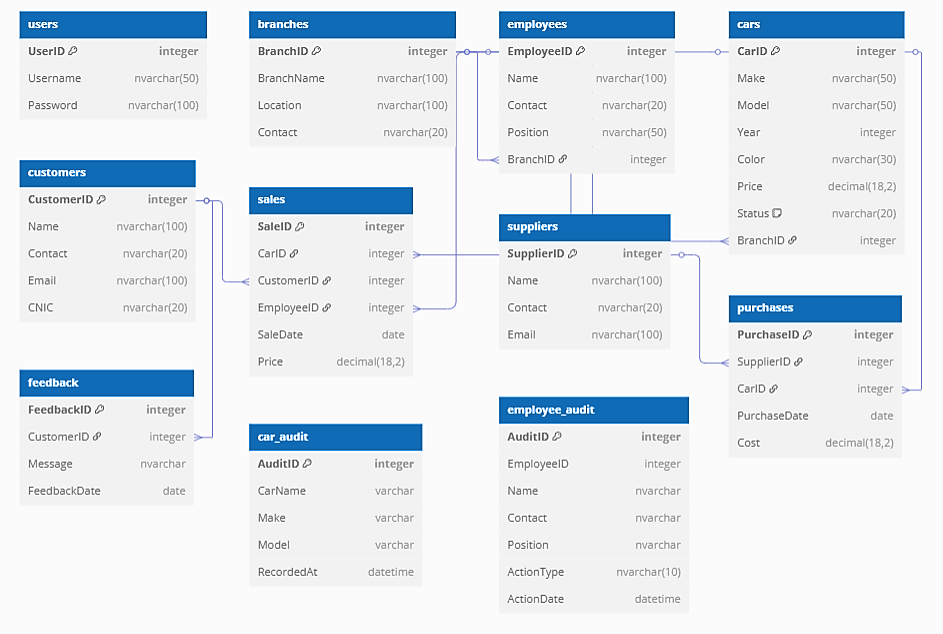 users
UserID integer
Username nvarchar(50)
Password nvarchar(100)
branches
BranchID integer
BranchName nvarchar(100)
Location nvarchar(100)
Contact nvarchar(20)
employees
EmployeeID integer
Name nvarchar(100)
Contact nvarchar(20)
Position nvarchar(50)
BranchID integer
cars
CarID integer
Make nvarchar(50)
Model nvarchar(50)
Year integer
Color nvarchar(30)
Price decimal(18,2)
Status nvarchar(20)
BranchID integer
customers
CustomerID integer
Name nvarchar(100)
Contact nvarchar(20)
Email nvarchar(100)
CNIC nvarchar(20)
sales
SaleID integer
CarID integer
CustomerID integer
EmployeeID integer
SaleDate date
Price decimal(18,2)
suppliers
SupplierID integer
Name nvarchar(100)
Contact nvarchar(20)
Email nvarchar(100)
purchases
PurchaseID integer
SupplierID integer
CarID integer
PurchaseDate date
Cost decimal(18,2)
feedback
FeedbackID integer
CustomerID integer
Message nvarchar
FeedbackDate date
car_audit
AuditID integer
CarName varchar
Make varchar
Model varchar
RecordedAt datetime
employee_audit
AuditID integer
EmployeeID integer
Name nvarchar
Contact nvarchar
Position nvarchar
ActionType nvarchar(10)
ActionDate datetime